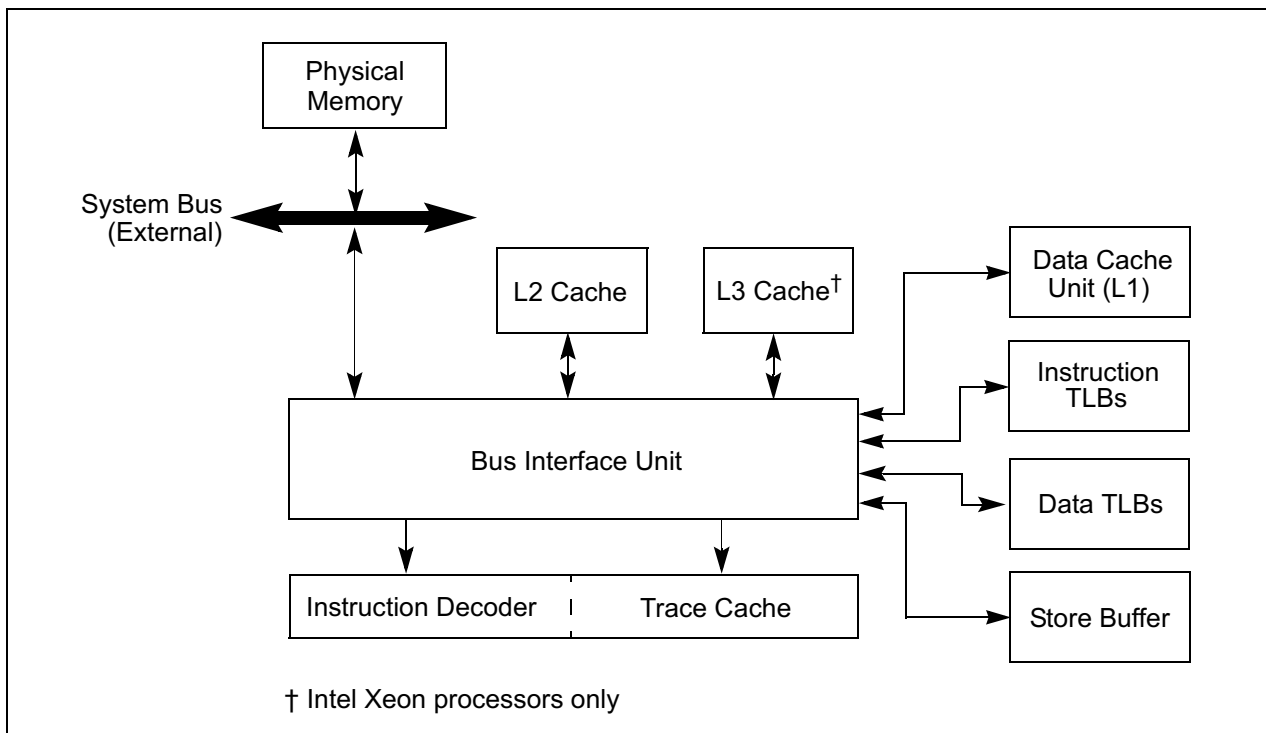 Physical
Memory
System Bus
(External)
L2 Cache
L3 Cache†
Data Cache
Unit (L1)
Instruction
TLBs
Bus Interface Unit
Data TLBs
Instruction Decoder
Trace Cache
Store Buffer
† Intel Xeon processors only